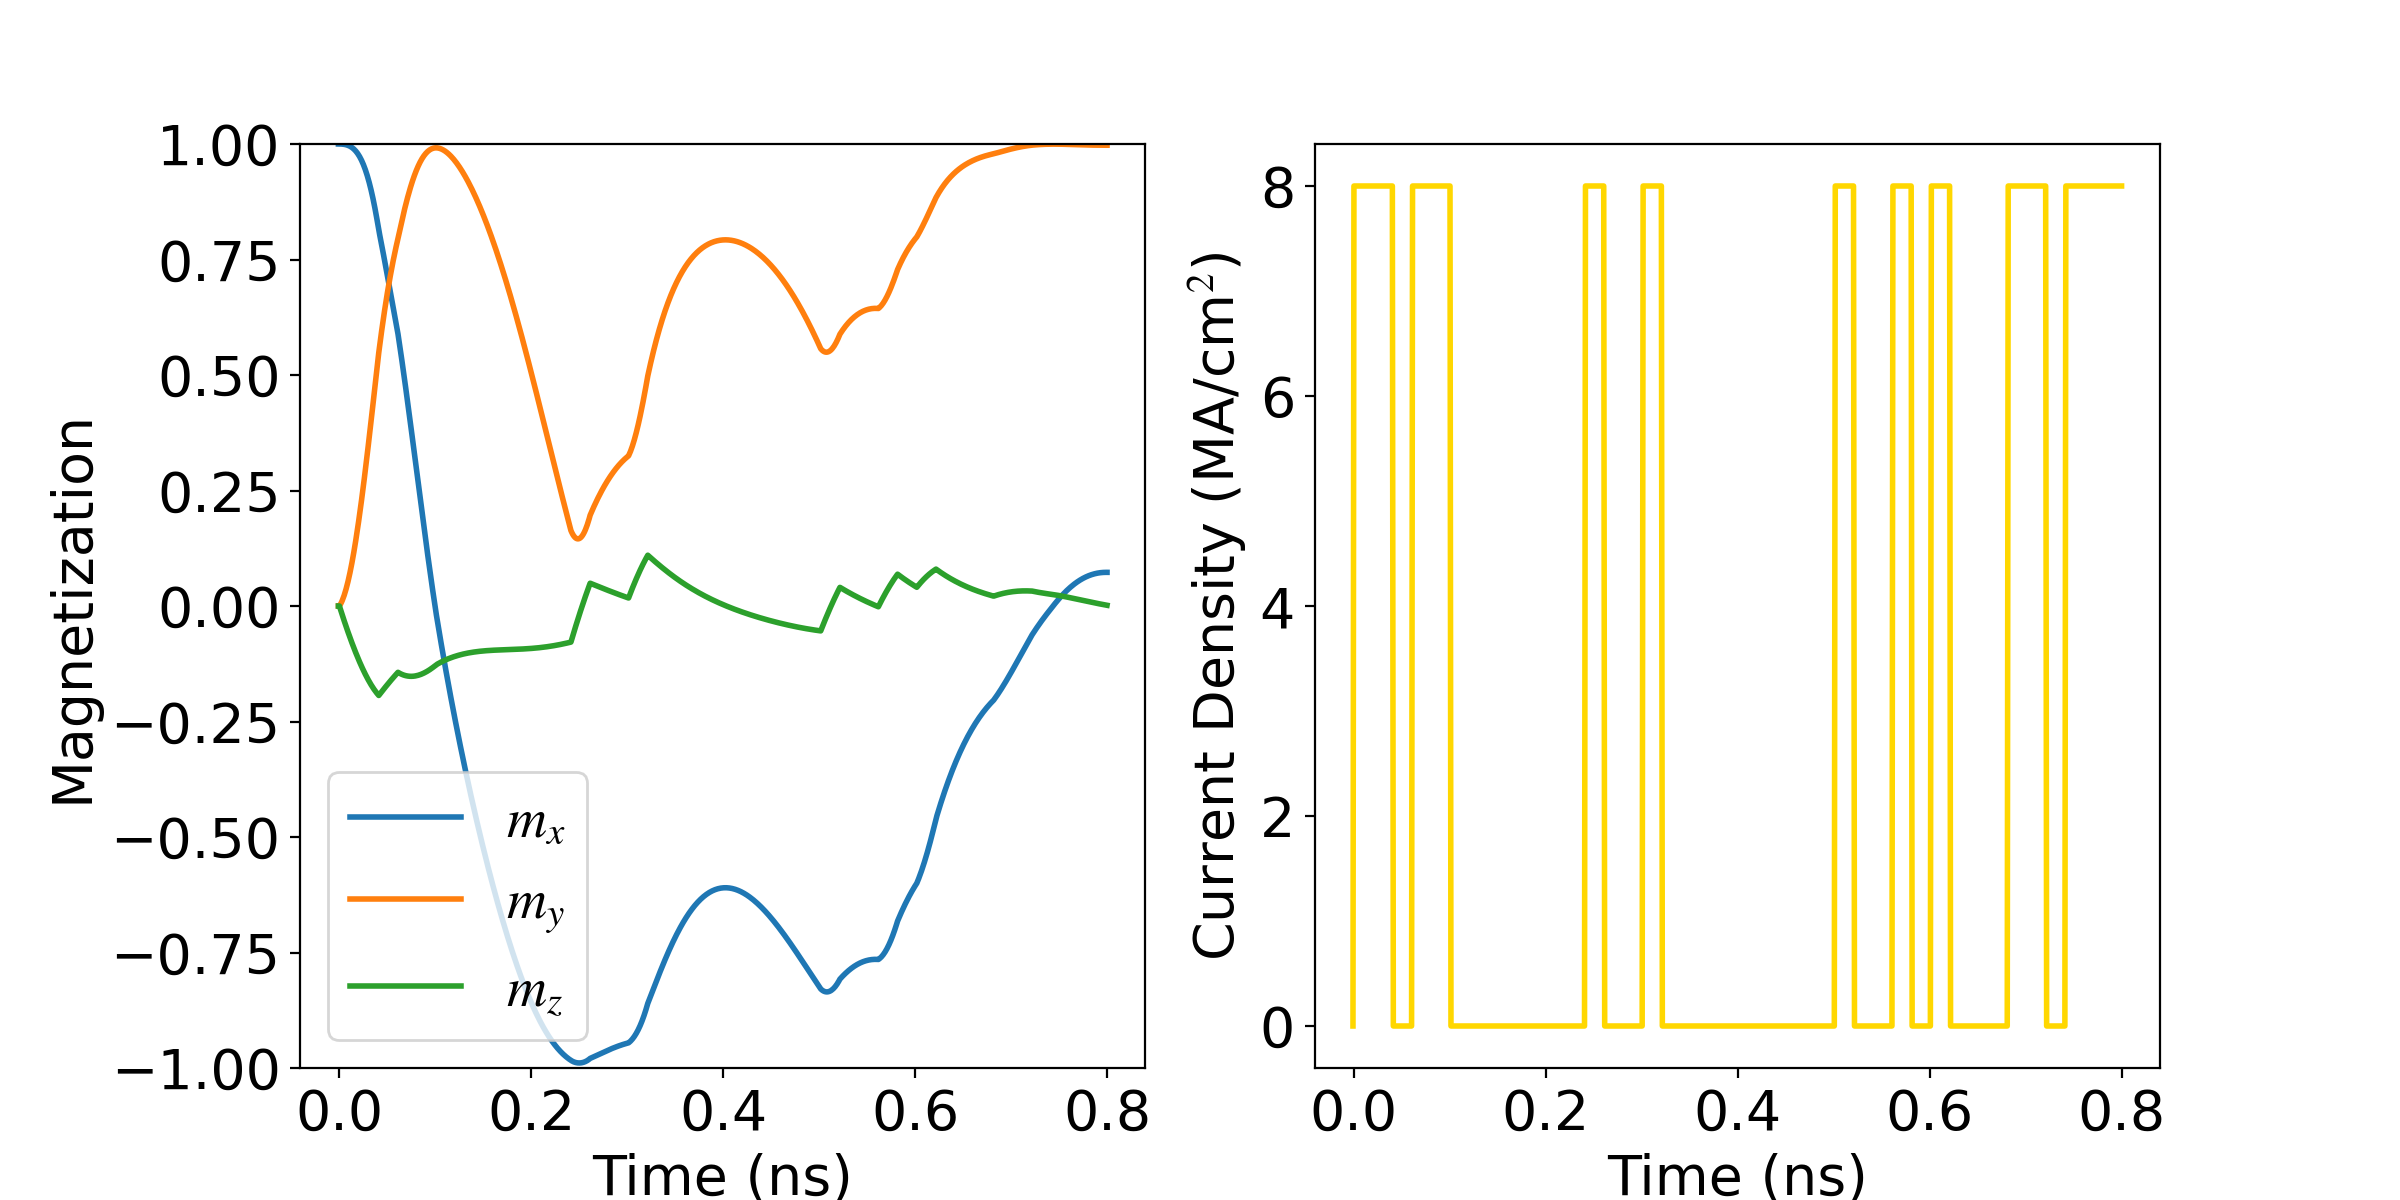 Magnetization
1.00
0.75
0.50
0.25
0.00
−0.25
−0.50
−0.75
−1.00
0.0 0.2 0.4 0.6 0.8
Time (ns)
m_x
m_y
m_z
Current Density (MA/cm²)
8
6
4
2
0
0.0 0.2 0.4 0.6 0.8
Time (ns)